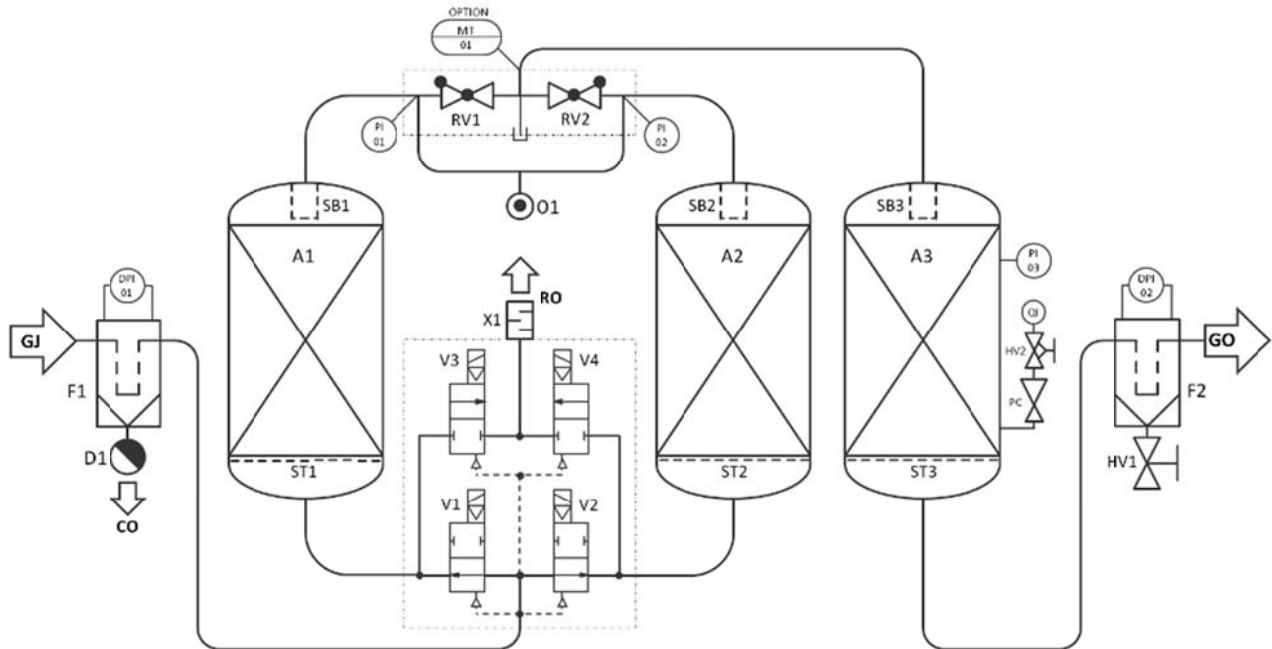 OPTION
MT
01
RV1
RV2
PI
01
PI
02
SB1
O1
SB2
SB3
A1
RO
A2
A3
PI
03
DPI
01
X1
DPI
02
GJ
V3
V4
HV2
GO
F1
PC
F2
D1
ST1
ST2
ST3
HV1
V1
V2
CO